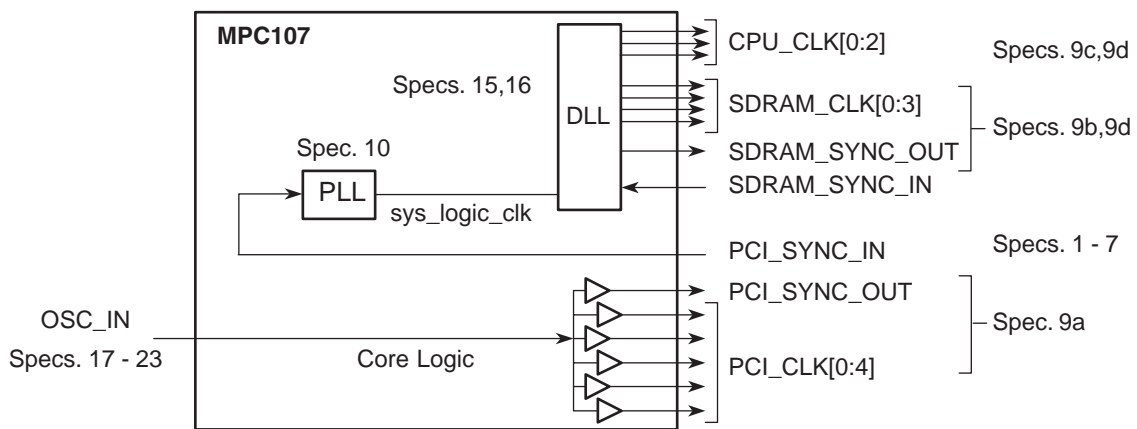 MPC107
CPU_CLK[0:2]
Specs. 9c,9d
Specs. 15,16
DLL
SDRAM_CLK[0:3]
Specs. 9b,9d
SDRAM_SYNC_OUT
Spec. 10
PLL
SDRAM_SYNC_IN
sys_logic_clk
PCI_SYNC_IN
Specs. 1 - 7
PCI_SYNC_OUT
OSC_IN
Spec. 9a
Specs. 17 - 23
Core Logic
PCI_CLK[0:4]